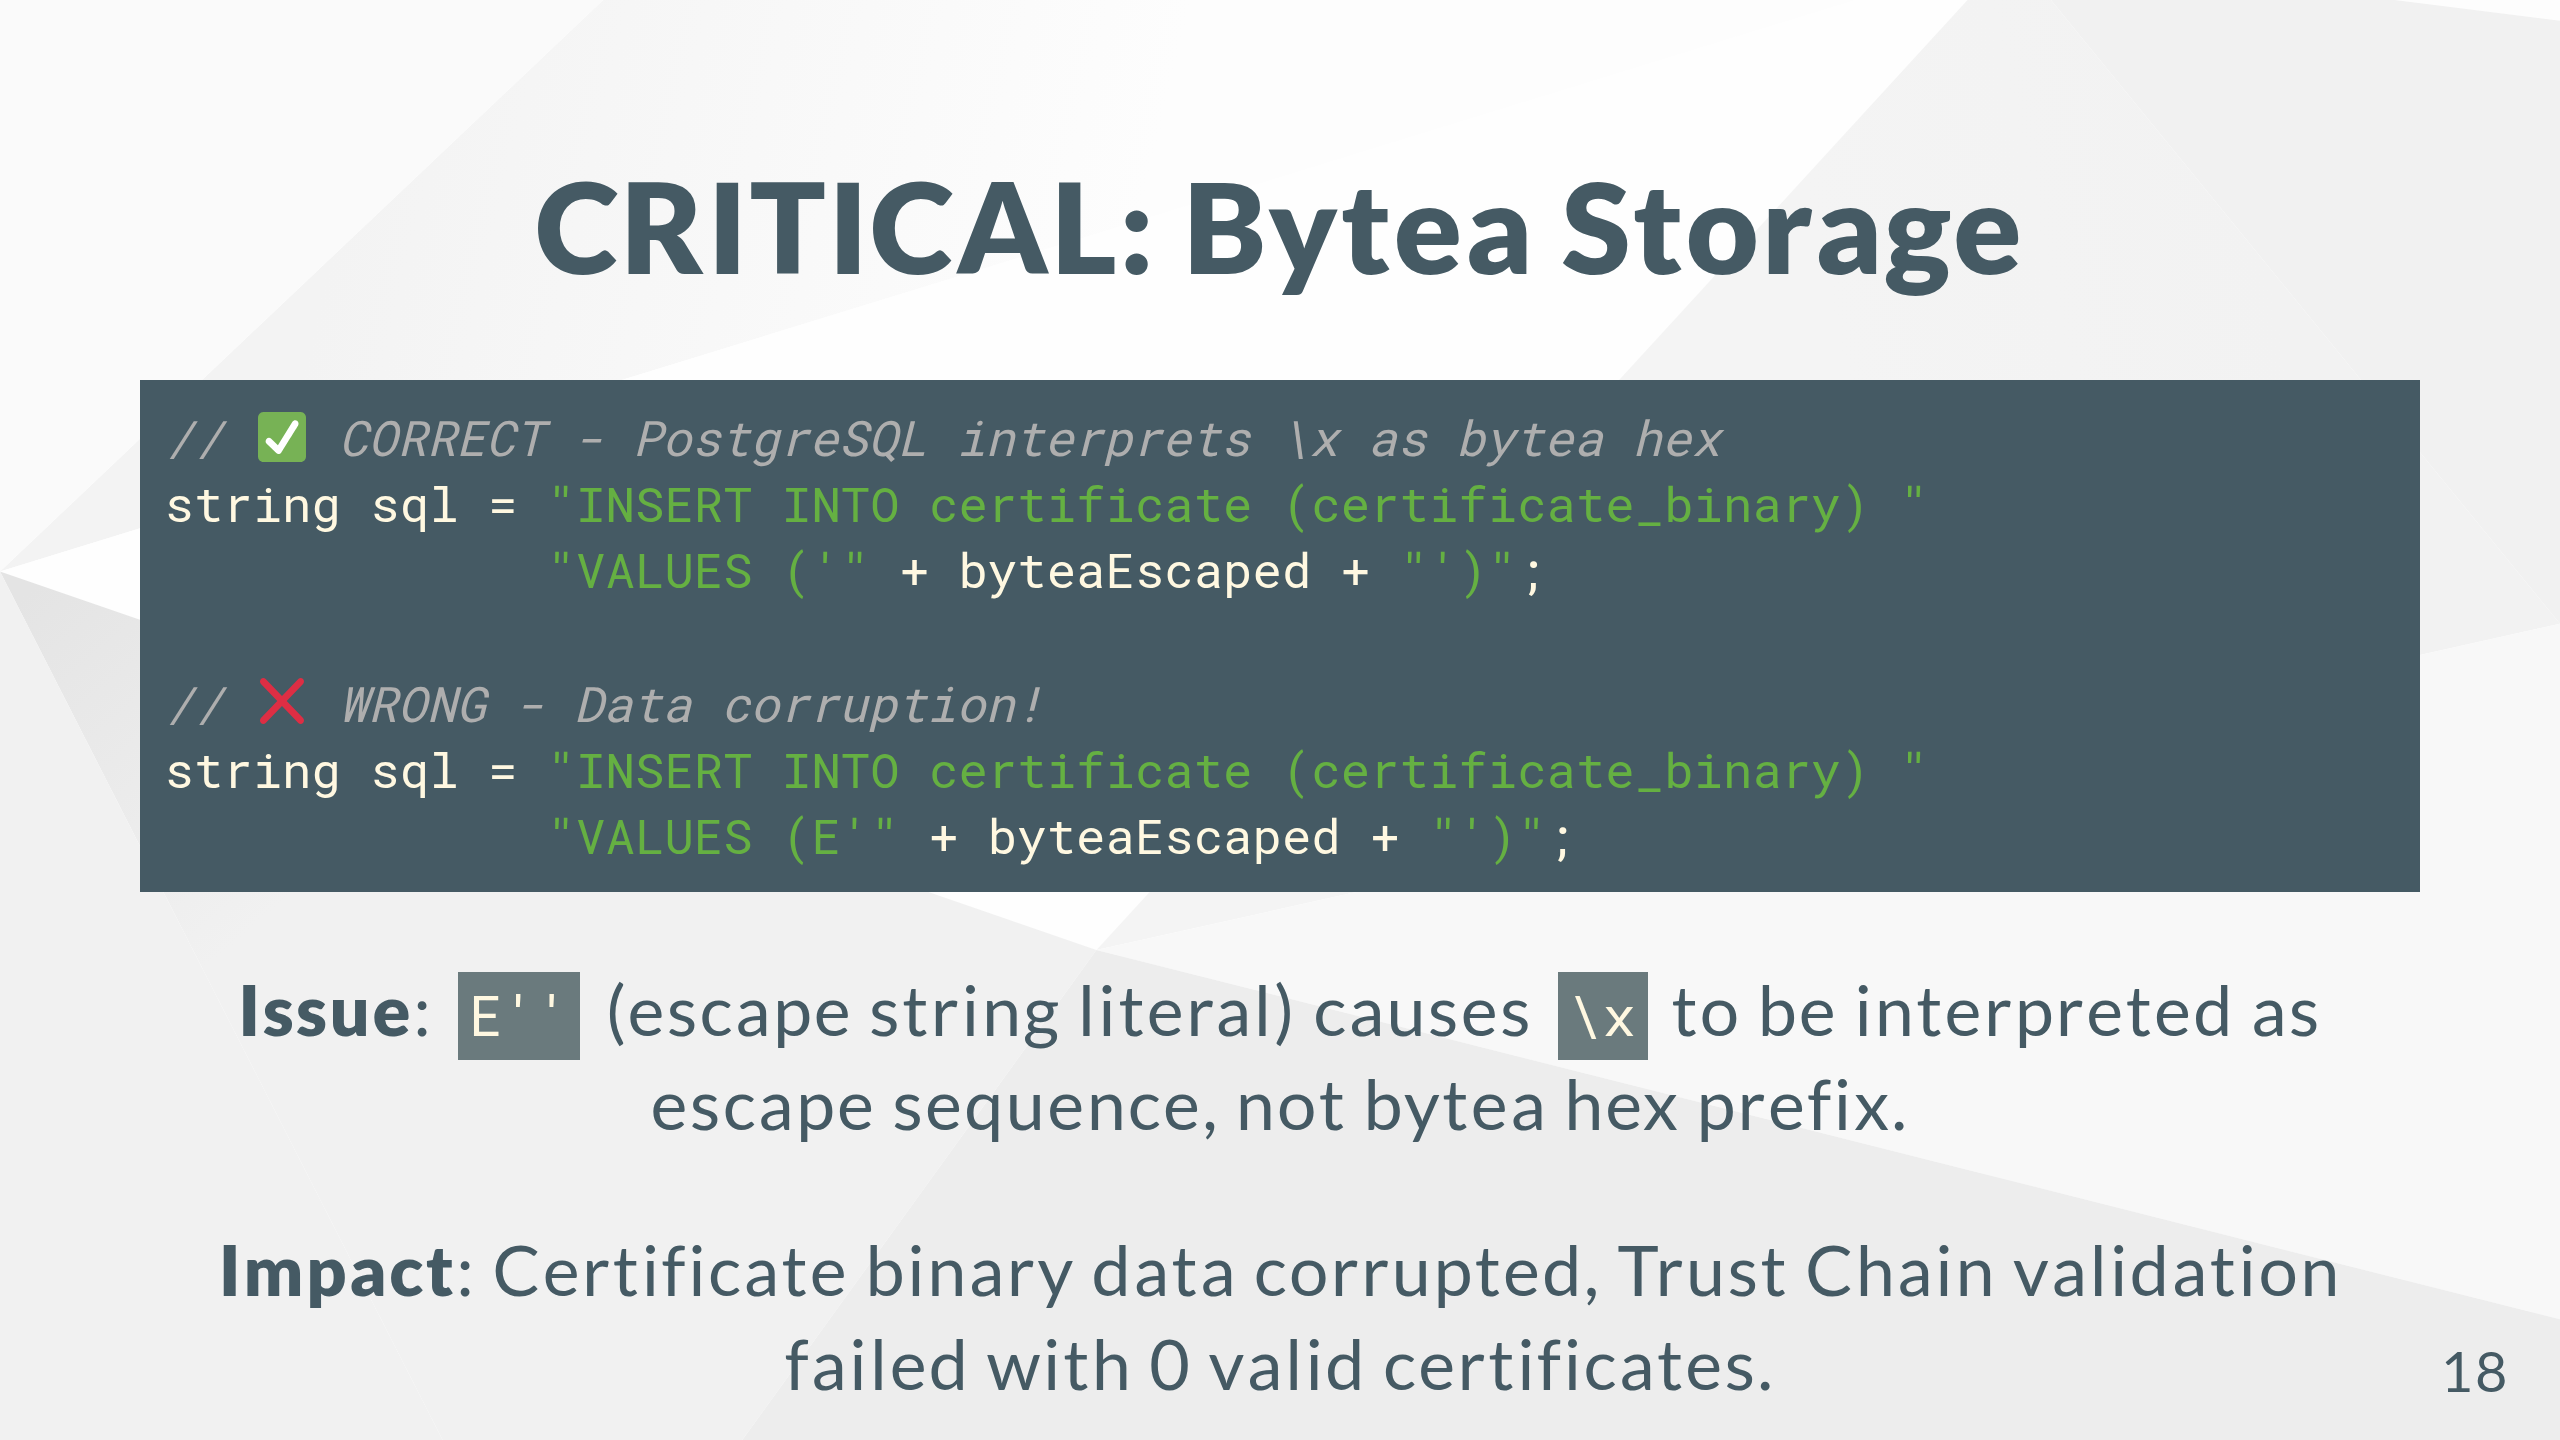 CRITICAL: Bytea Storage
// ✅ CORRECT - PostgreSQL interprets \x as bytea hex
string sql = "INSERT INTO certificate (certificate_binary) "
             "VALUES ('" + byteaEscaped + "')";
// ❌ WRONG - Data corruption!
string sql = "INSERT INTO certificate (certificate_binary) "
             "VALUES (E'" + byteaEscaped + "')";
Issue: E'' (escape string literal) causes \x to be interpreted as
escape sequence, not bytea hex prefix.
Impact: Certificate binary data corrupted, Trust Chain validation
failed with 0 valid certificates.
18